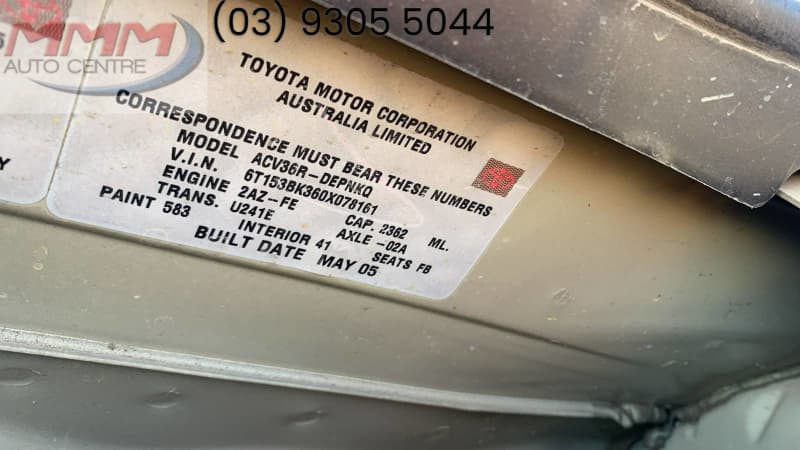 (03) 9305 5044
MMM
AUTO CENTRE
TOYOTA MOTOR CORPORATION
AUSTRALIA LIMITED
CORRESPONDENCE MUST BEAR THESE NUMBERS
MODEL ACV36R-DEPNKQ
V.I.N. 6T153BK360X078161
ENGINE 2AZ-FE CAP. 2362 ML.
TRANS. U241E AXLE -02A
PAINT 583 INTERIOR 41 SEATS FB
BUILT DATE MAY 05